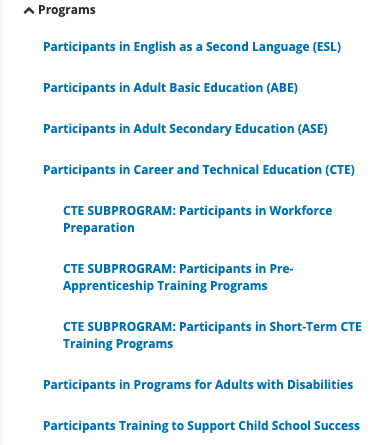 Programs
Participants in English as a Second Language (ESL)
Participants in Adult Basic Education (ABE)
Participants in Adult Secondary Education (ASE)
Participants in Career and Technical Education (CTE)
CTE SUBPROGRAM: Participants in Workforce
Preparation
CTE SUBPROGRAM: Participants in Pre-
Apprenticeship Training Programs
CTE SUBPROGRAM: Participants in Short-Term CTE
Training Programs
Participants in Programs for Adults with Disabilities
Participants Training to Support Child School Success